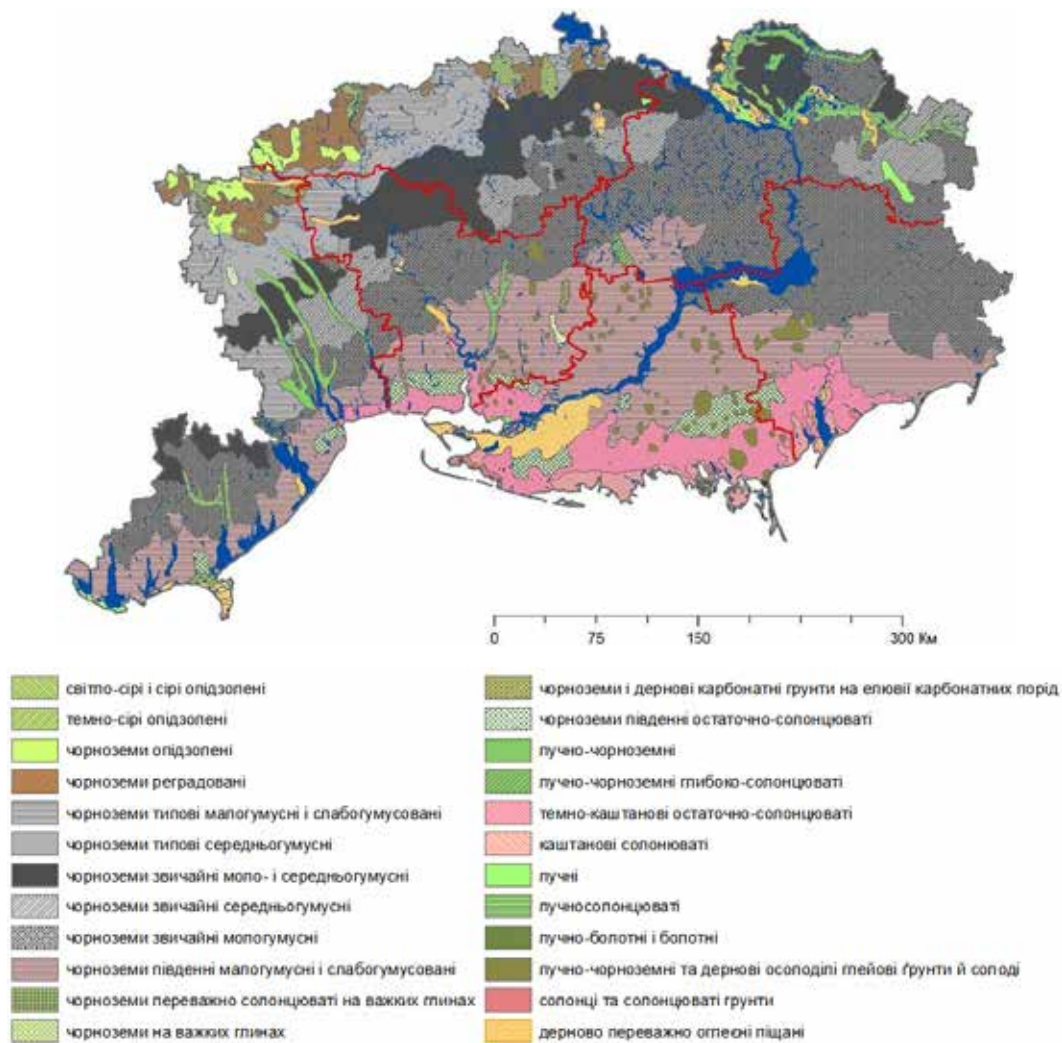 0 75 150 300 Км
світло-сірі і сірі опідзолені
темно-сірі опідзолені
чорноземи опідзолені
чорноземи реградовані
чорноземи типові малогумусні і слабогумусовані
чорноземи типові середньогумусні
чорноземи звичайні моло- і середньогумусні
чорноземи звичайні середньогумусні
чорноземи звичайні мологумусні
чорноземи південні малогумусні і слабогумусовані
чорноземи переважно солонцюваті на важких глинах
чорноземи на важких глинах
чорноземи і дернові карбонатні ґрунти на елювії карбонатних порід
чорноземи південні остаточно-солонцюваті
лучно-чорноземні
лучно-чорноземні глибоко-солонцюваті
темно-каштанові остаточно-солонцюваті
каштанові солонюваті
лучні
лучносолонцюваті
лучно-болотні і болотні
лучно-чорноземні та дернові осолоділі глейові ґрунти й солоді
солонці та солонцюваті ґрунти
дерново переважно оглеєні піщані